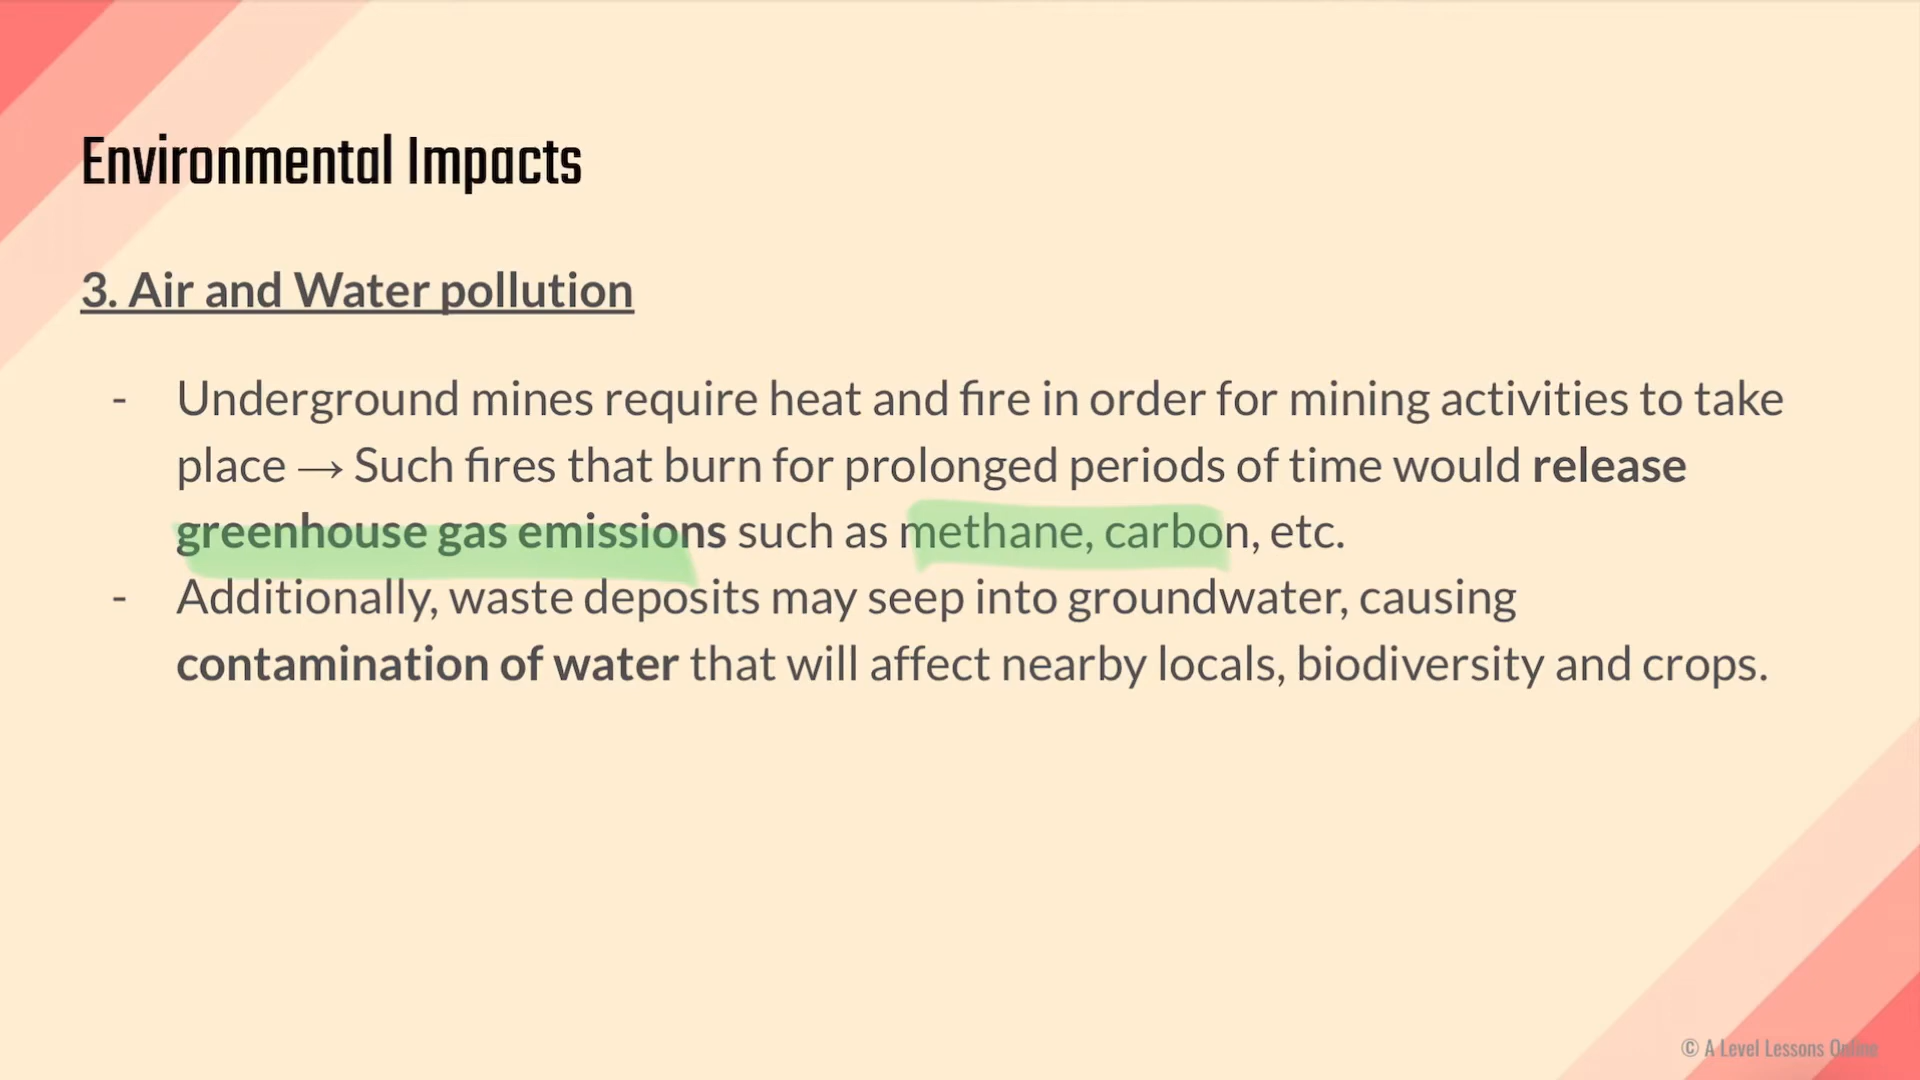 Environmental Impacts
3. Air and Water pollution
- Underground mines require heat and fire in order for mining activities to take
place → Such fires that burn for prolonged periods of time would release
greenhouse gas emissions such as methane, carbon, etc.
- Additionally, waste deposits may seep into groundwater, causing
contamination of water that will affect nearby locals, biodiversity and crops.
© A Level Lessons Online